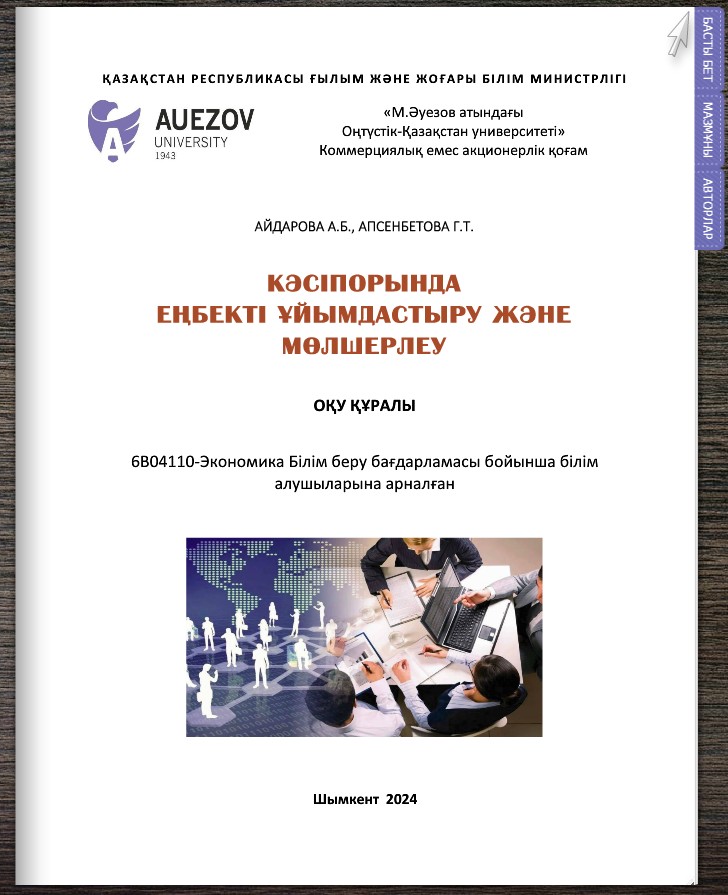 ҚАЗАҚСТАН РЕСПУБЛИКАСЫ ҒЫЛЫМ ЖӘНЕ ЖОҒАРЫ БІЛІМ МИНИСТРЛІГІ
AUEZOV
UNIVERSITY
1943
«М.Әуезов атындағы
Оңтүстік-Қазақстан университеті»
Коммерциялық емес акционерлік қоғам
АЙДАРОВА А.Б., АПСЕНБЕТОВА Г.Т.
КӘСІПОРЫНДА
ЕҢБЕКТІ ҰЙЫМДАСТЫРУ ЖӘНЕ
МӨЛШЕРЛЕУ
ОҚУ ҚҰРАЛЫ
6В04110-Экономика Білім беру бағдарламасы бойынша білім
алушыларына арналған
Шымкент 2024
БАСТЫ БЕТ
МАЗМҰНЫ
АВТОРЛАР